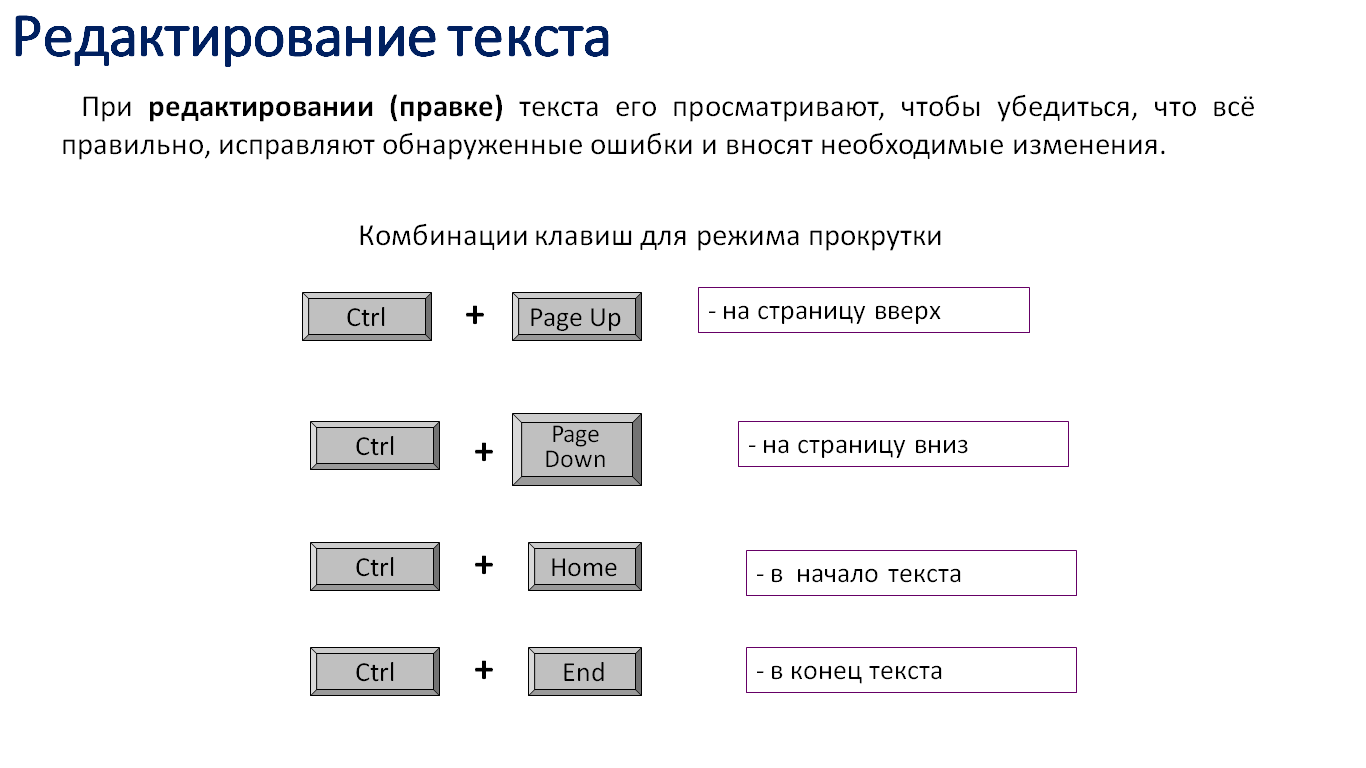 Редактирование текста
При редактировании (правке) текста его просматривают, чтобы убедиться, что всё
правильно, исправляют обнаруженные ошибки и вносят необходимые изменения.
Комбинации клавиш для режима прокрутки
Ctrl + Page Up - на страницу вверх
Ctrl + Page Down - на страницу вниз
Ctrl + Home - в начало текста
Ctrl + End - в конец текста